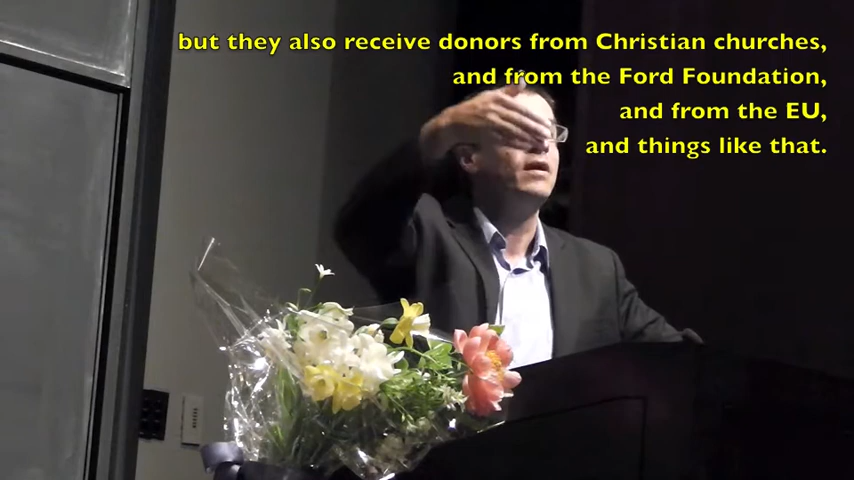 but they also receive donors from Christian churches,
and from the Ford Foundation,
and from the EU,
and things like that.